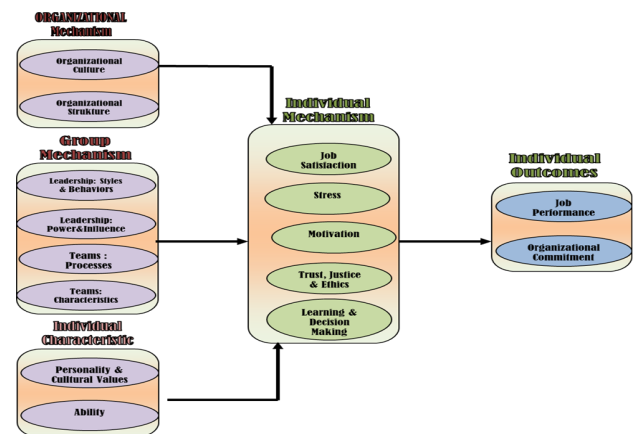 ORGANIZATIONAL
Mechanism
Organizational
Culture
Organizational
Strukture
Group
Mechanism
Leadership: Styles
& Behaviors
Leadership:
Power&Influence
Teams :
Processes
Teams:
Characteristics
Individual
Characteristic
Personality &
Cultural Values
Ability
Individual
Mechanism
Job
Satisfaction
Stress
Motivation
Trust, Justice
& Ethics
Learning &
Decision
Making
Individual
Outcomes
Job
Performance
Organizational
Commitment